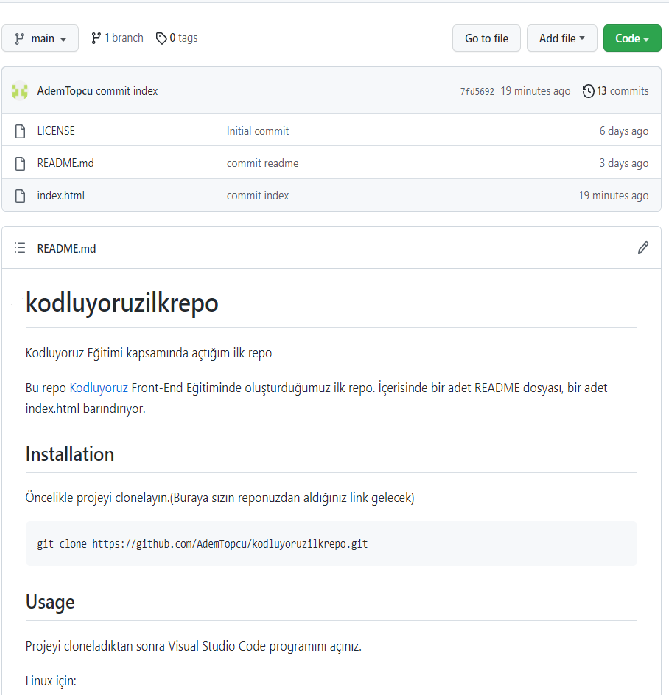 main 1 branch 0 tags Go to file Add file Code
AdemTopcu commit index 7fu5692 19 minutes ago 13 commits
LICENSE Initial commit 6 days ago
README.md commit readme 3 days ago
index.html commit index 19 minutes ago
README.md
kodluyoruzilkrepo
Kodluyoruz Eğitimi kapsamında açtığım ilk repo
Bu repo Kodluyoruz Front-End Eğitiminde oluşturduğumuz ilk repo. İçerisinde bir adet README dosyası, bir adet
index.html barındırıyor.
Installation
Öncelikle projeyi clonelayın.(Buraya sizin reponuzdan aldığınız link gelecek)
git clone https://github.com/AdemTopcu/kodluyoruzilkrepo.git
Usage
Projeyi cloneladıktan sonra Visual Studio Code programını açınız.
Linux için: